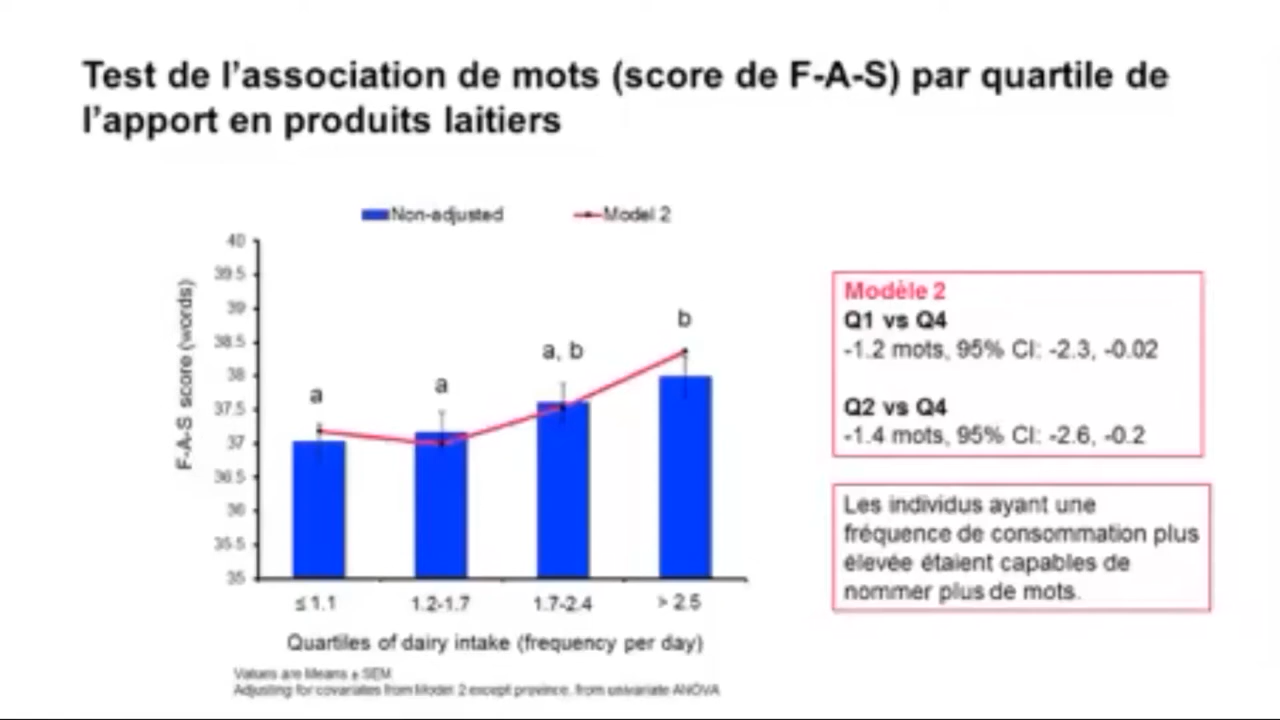 Test de l'association de mots (score de F-A-S) par quartile de
l'apport en produits laitiers
Non-adjusted
Model 2
40
39.5
39
38.5
38
37.5
37
36.5
36
35.5
35
F-A-S score (words)
a
a
a, b
b
≤ 1.1
1.2-1.7
1.7-2.4
> 2.5
Quartiles of dairy intake (frequency per day)
Values are Means ± SEM
Adjusting for covariates from Model 2 except province, from univariate ANOVA
Modèle 2
Q1 vs Q4
-1.2 mots, 95% CI: -2.3, -0.02
Q2 vs Q4
-1.4 mots, 95% CI: -2.6, -0.2
Les individus ayant une
fréquence de consommation plus
élevée étaient capables de
nommer plus de mots.